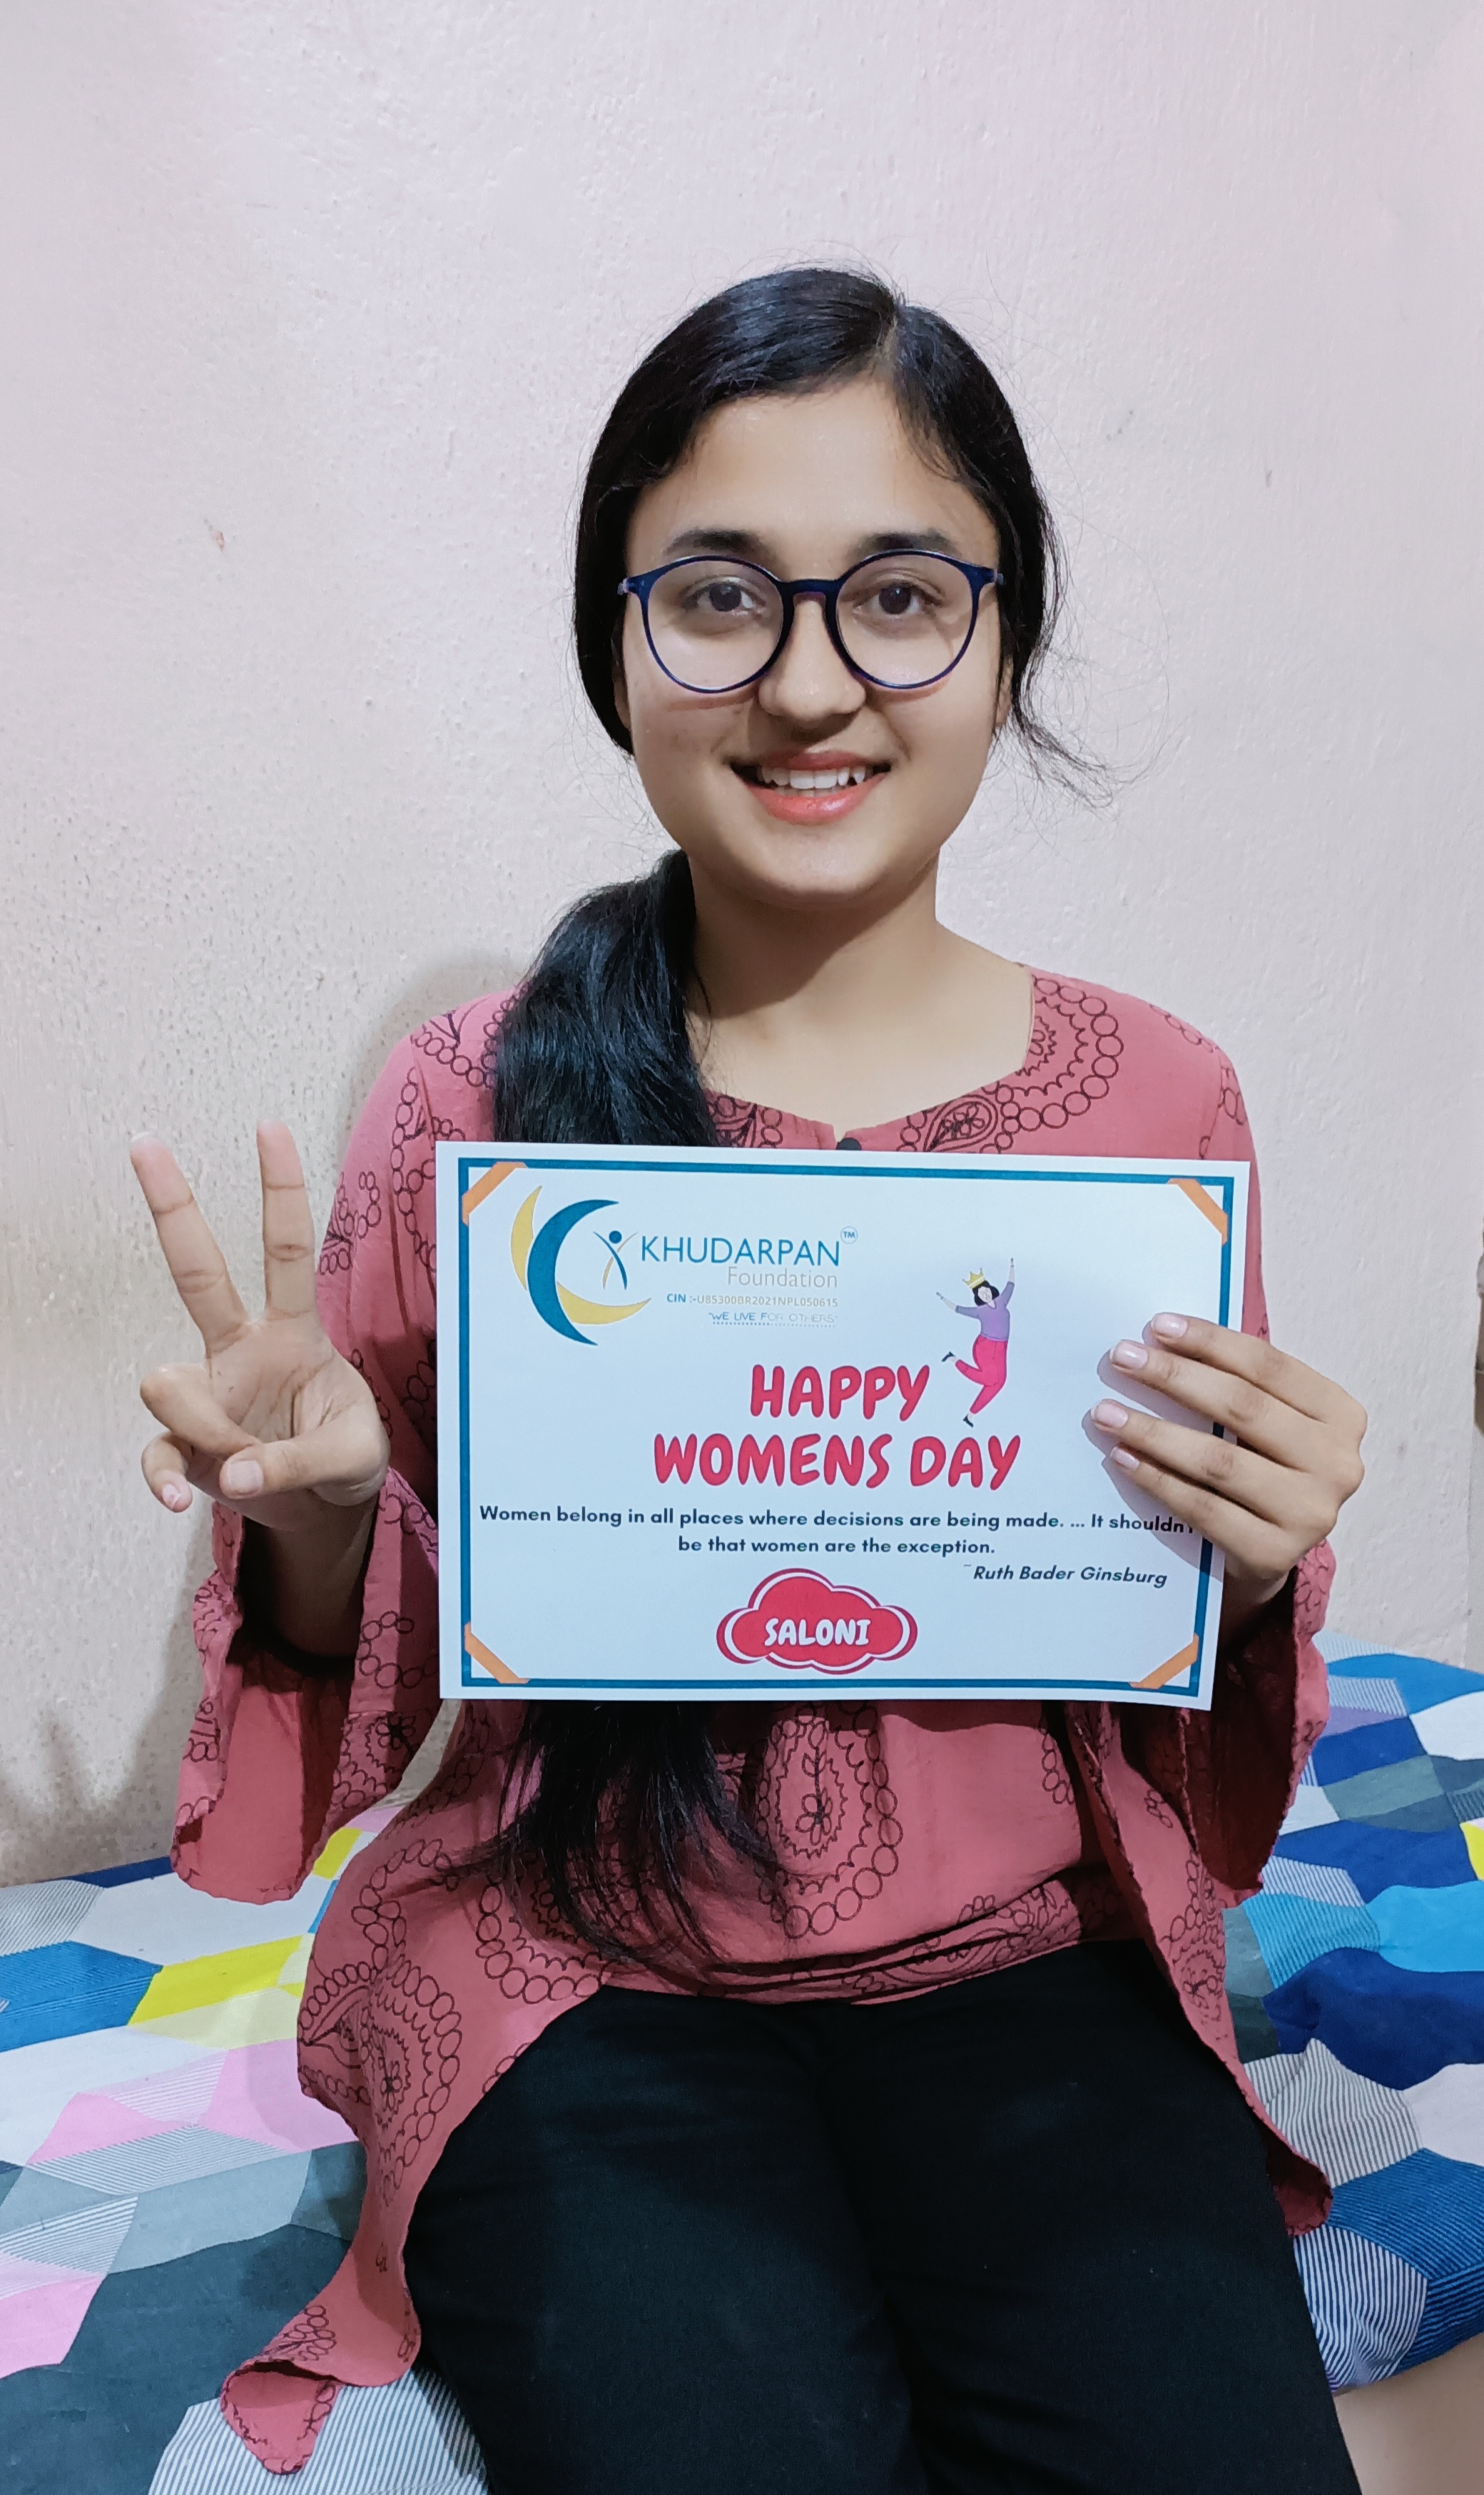 KHUDARPAN TM
Foundation
CIN :-U85300BR2021NPL050615
"WE LIVE FOR OTHERS"
HAPPY
WOMENS DAY
Women belong in all places where decisions are being made. ... It shouldn'
be that women are the exception.
~Ruth Bader Ginsburg
SALONI